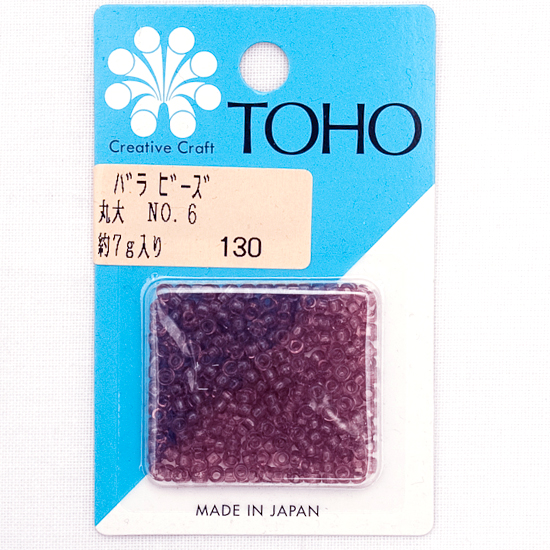 TOHO
Creative Craft
バラ ビーズ
丸大 NO.6
約7g入り 130
MADE IN JAPAN